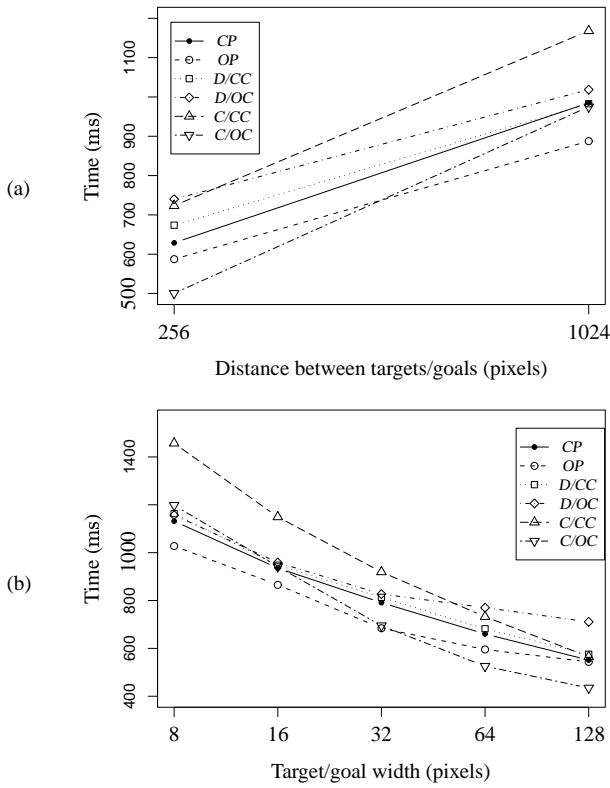 (a)
Time (ms)
500 600 700 800 900 1100
CP
OP
D/CC
D/OC
C/CC
C/OC
256 1024
Distance between targets/goals (pixels)
(b)
Time (ms)
400 600 800 1000 1400
CP
OP
D/CC
D/OC
C/CC
C/OC
8 16 32 64 128
Target/goal width (pixels)